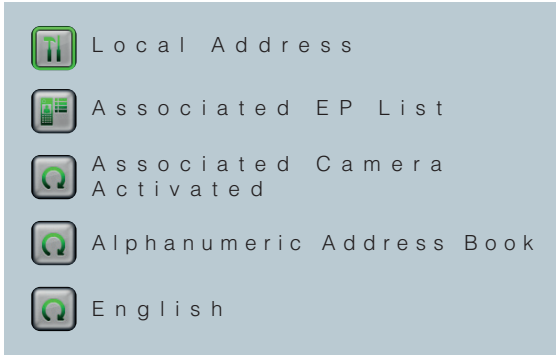 Local Address
Associated EP List
Associated Camera
Activated
Alphanumeric Address Book
English